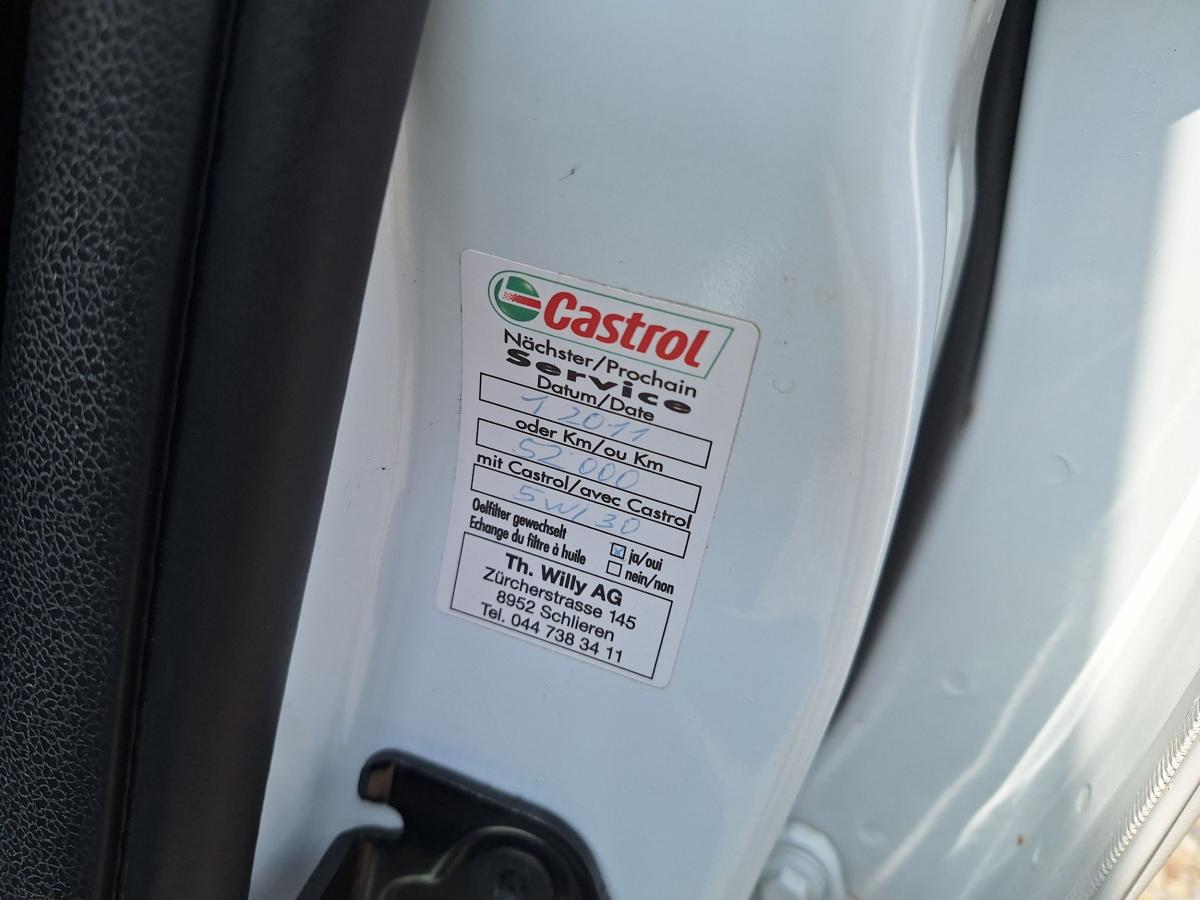 Castrol
Nächster/Prochain
Service
Datum/Date
1 2011
oder Km/ou Km
52'000
mit Castrol/avec Castrol
5W/30
Oelfilter gewechselt
Echange du filtre à huile
ja/oui
nein/non
Th. Willy AG
Zürcherstrasse 145
8952 Schlieren
Tel. 044 738 34 11